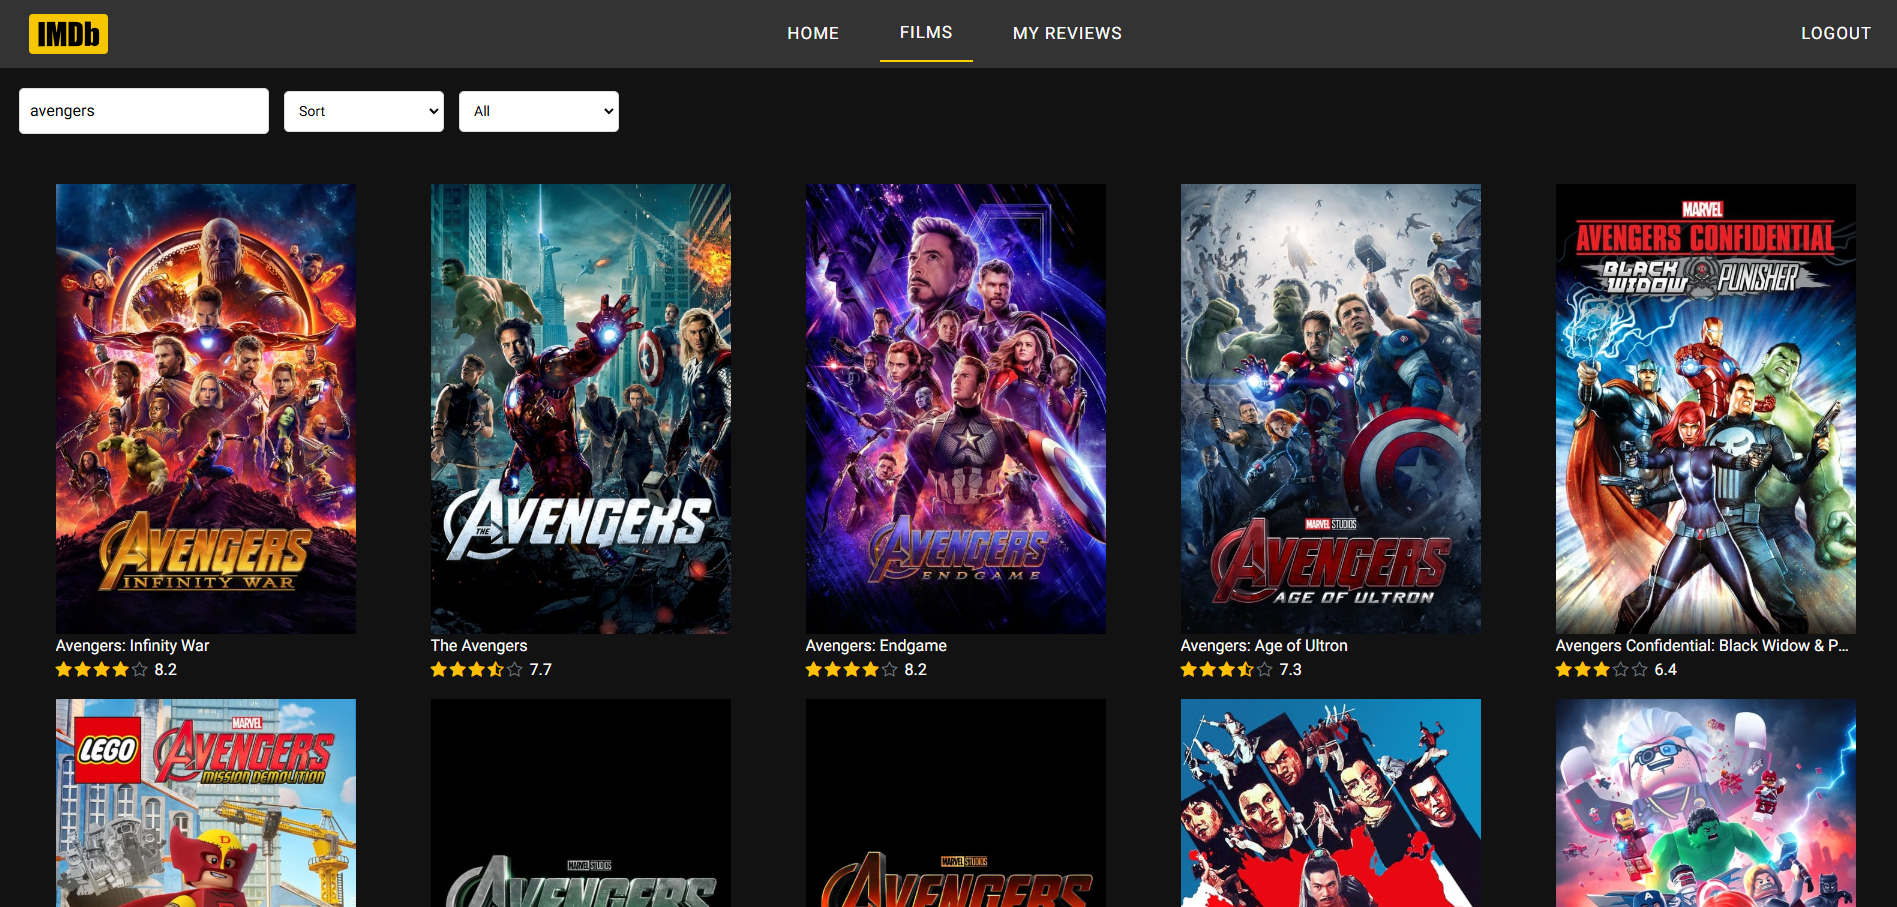 IMDb
HOME
FILMS
MY REVIEWS
LOGOUT
avengers
Sort
All
AVENGERS
INFINITY WAR
THE AVENGERS
AVENGERS
ENDGAME
MARVEL STUDIOS
AVENGERS
AGE OF ULTRON
MARVEL
AVENGERS CONFIDENTIAL
BLACK WIDOW PUNISHER
Avengers: Infinity War
8.2
The Avengers
7.7
Avengers: Endgame
8.2
Avengers: Age of Ultron
7.3
Avengers Confidential: Black Widow & P...
6.4
LEGO
MARVEL
AVENGERS
MISSION DEMOLITION
D
MARVEL STUDIOS
AVENGERS
MARVEL STUDIOS
AVENGERS